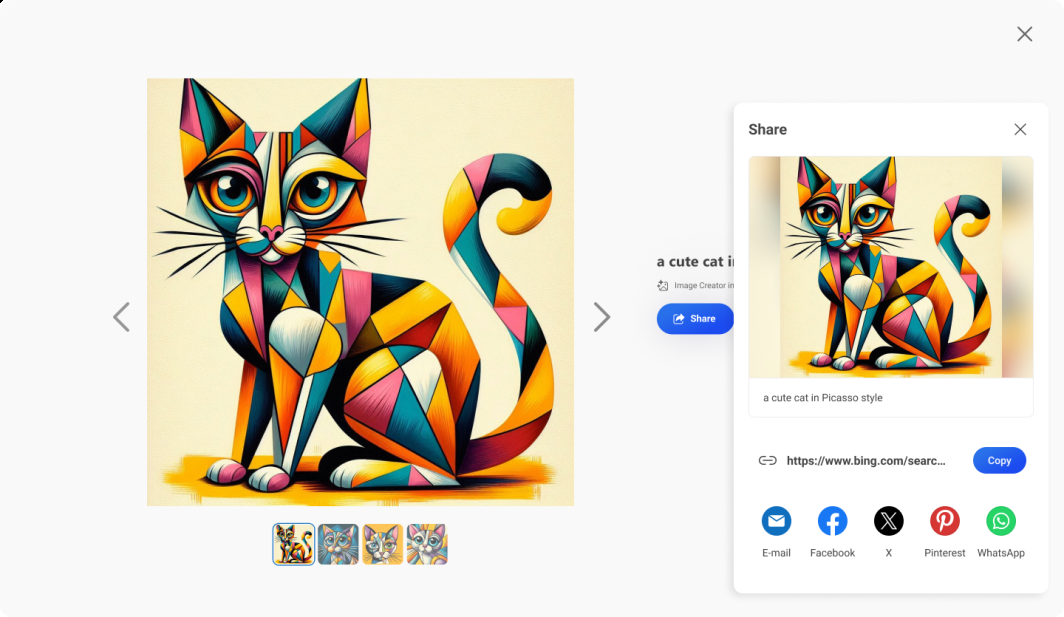 a cute cat i
Image Creator in
Share
Share
a cute cat in Picasso style
https://www.bing.com/searc...
Copy
E-mail
Facebook
X
Pinterest
WhatsApp